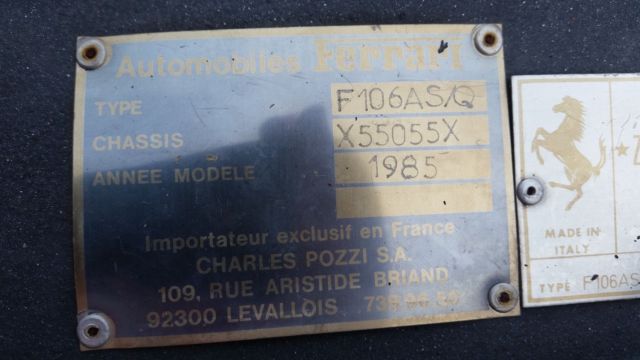 Automobiles Ferrari
TYPE F106AS/Q
CHASSIS X55055X
ANNEE MODELE 1985
Importateur exclusif en France
CHARLES POZZI S.A.
109, RUE ARISTIDE BRIAND
92300 LEVALLOIS
MADE IN
ITALY
TYPE F106AS